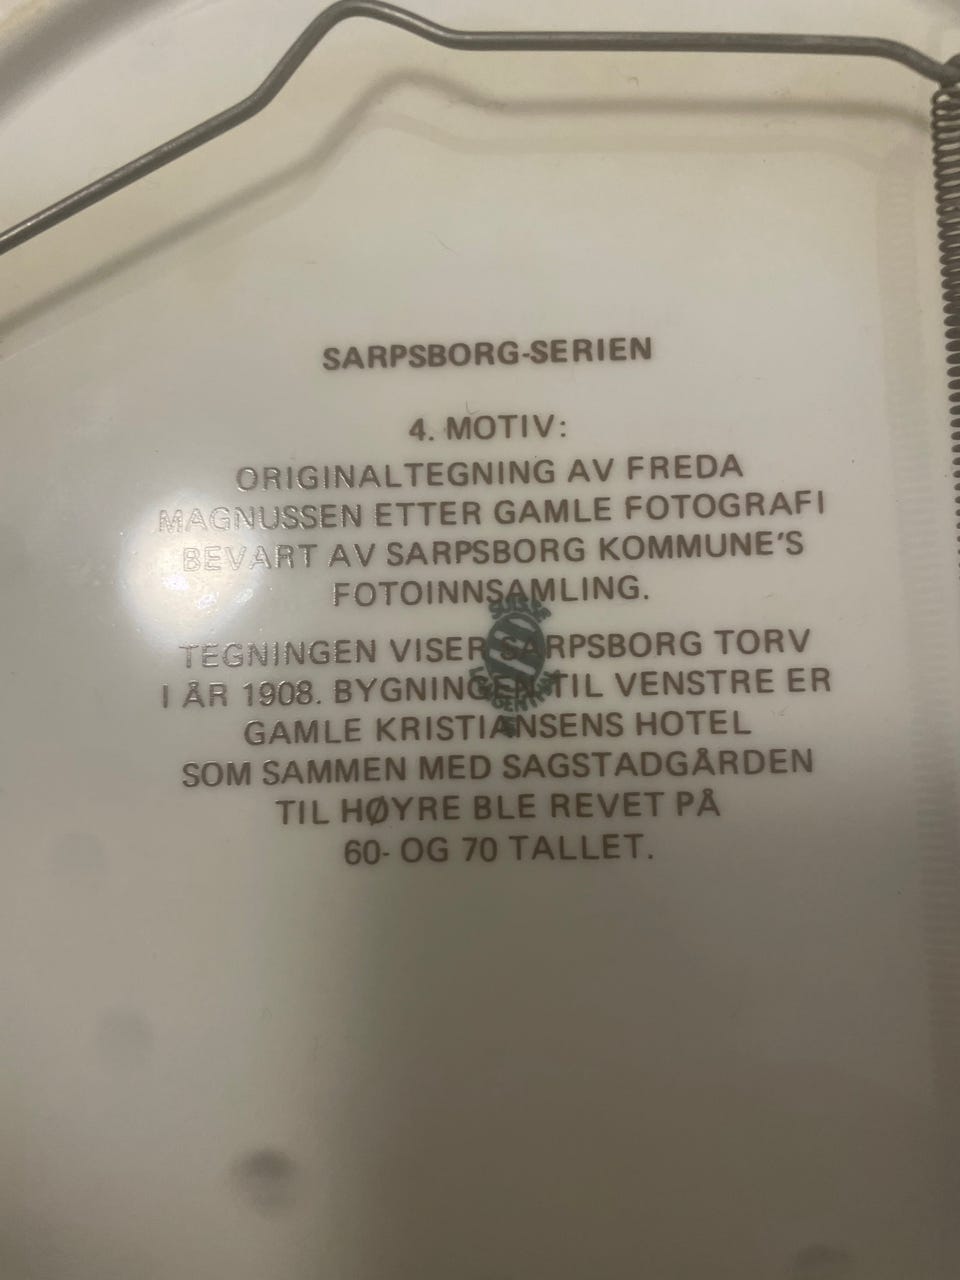 SARPSBORG-SERIEN
4. MOTIV:
ORIGINALTEGNING AV FREDA
MAGNUSSEN ETTER GAMLE FOTOGRAFI
BEVART AV SARPSBORG KOMMUNE'S
FOTOINNSAMLING.
TEGNINGEN VISER SARPSBORG TORV
I ÅR 1908. BYGNINGEN TIL VENSTRE ER
GAMLE KRISTIANSENS HOTEL
SOM SAMMEN MED SAGSTADGÅRDEN
TIL HØYRE BLE REVET PÅ
60- OG 70 TALLET.